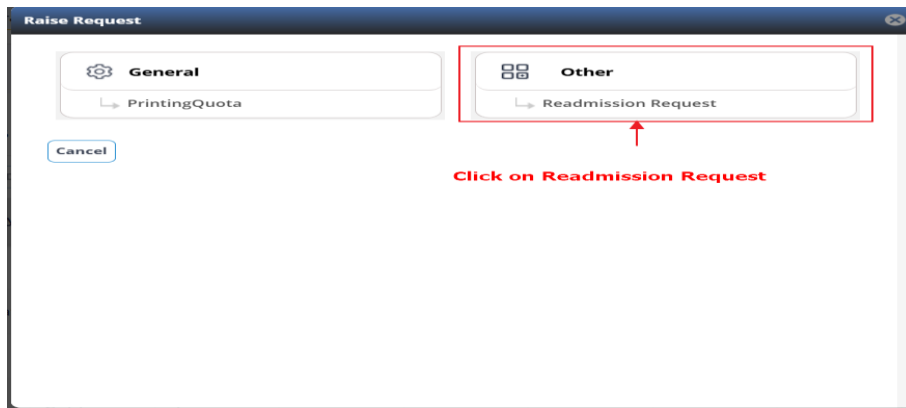 Raise Request
General
PrintingQuota
Other
Readmission Request
Cancel
Click on Readmission Request